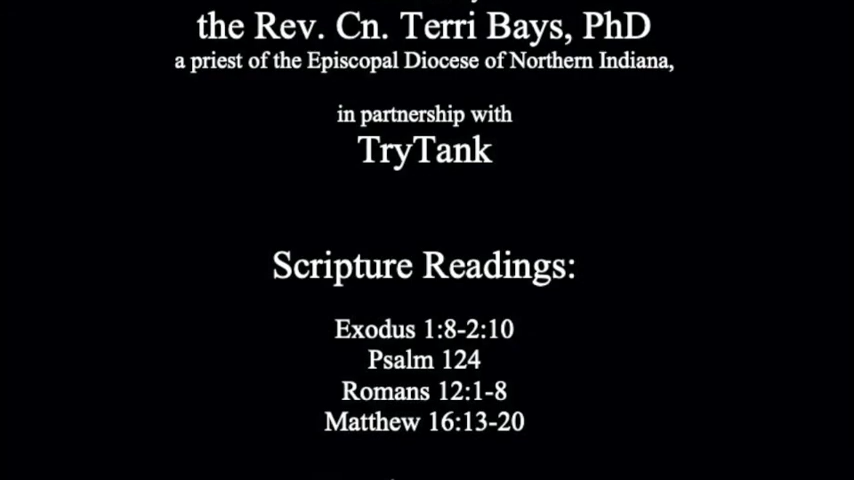 the Rev. Cn. Terri Bays, PhD
a priest of the Episcopal Diocese of Northern Indiana,
in partnership with
TryTank
Scripture Readings:
Exodus 1:8-2:10
Psalm 124
Romans 12:1-8
Matthew 16:13-20